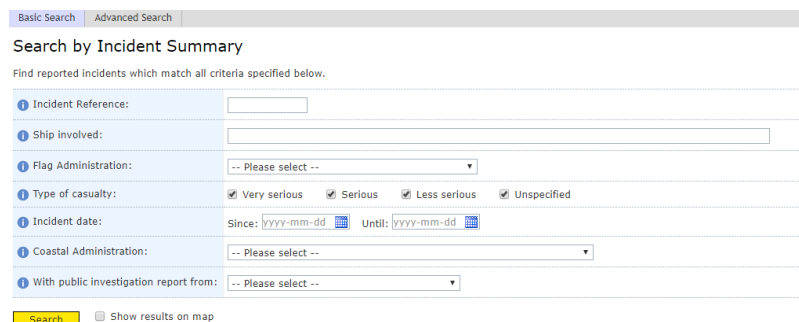 Basic Search Advanced Search
Search by Incident Summary
Find reported incidents which match all criteria specified below.
Incident Reference:
Ship involved:
Flag Administration: -- Please select --
Type of casualty: Very serious Serious Less serious Unspecified
Incident date: Since: yyyy-mm-dd Until: yyyy-mm-dd
Coastal Administration: -- Please select --
With public investigation report from: -- Please select --
Search Show results on map